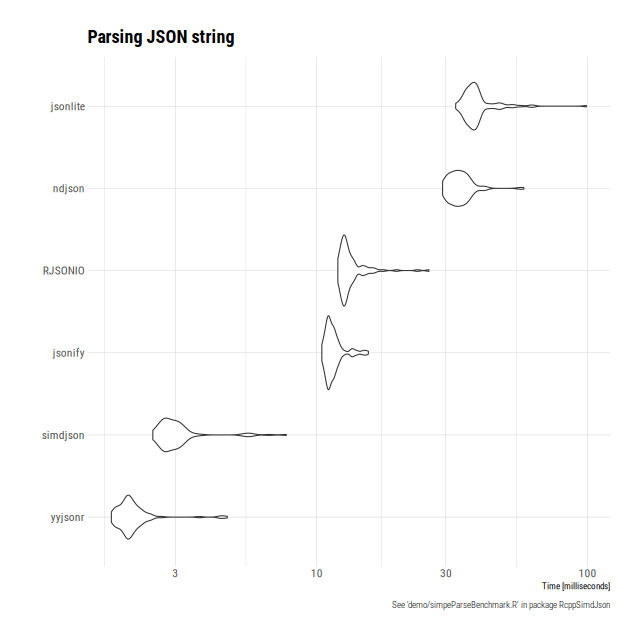 Parsing JSON string
jsonlite
ndjson
RJSONIO
jsonify
simdjson
yyjsonr
3 10 30 100
Time [milliseconds]
See 'demo/simpeParseBenchmark.R' in package RcppSimdJson